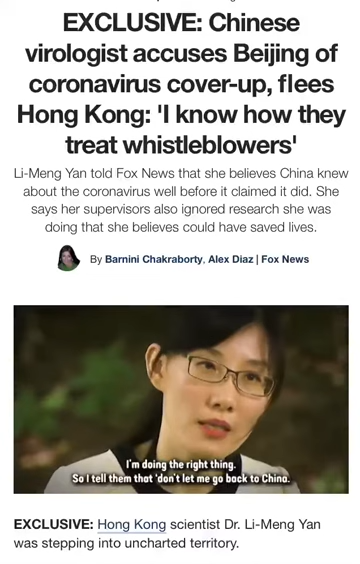 EXCLUSIVE: Chinese
virologist accuses Beijing of
coronavirus cover-up, flees
Hong Kong: 'I know how they
treat whistleblowers'
Li-Meng Yan told Fox News that she believes China knew
about the coronavirus well before it claimed it did. She
says her supervisors also ignored research she was
doing that she believes could have saved lives.
By Barnini Chakraborty, Alex Diaz | Fox News
I'm doing the right thing.
So I tell them that 'don't let me go back to China.
EXCLUSIVE: Hong Kong scientist Dr. Li-Meng Yan
was stepping into uncharted territory.